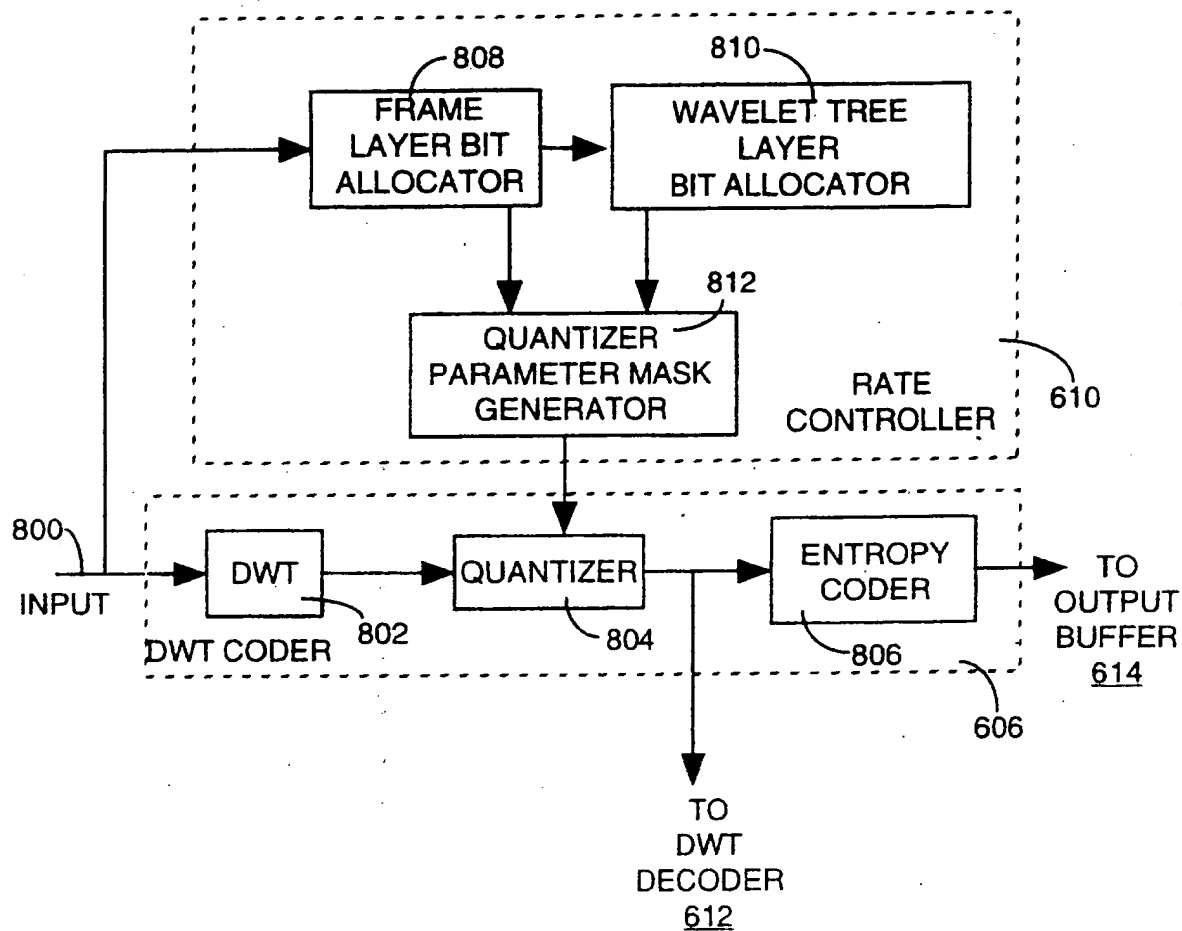 808
FRAME
LAYER BIT
ALLOCATOR
810
WAVELET TREE
LAYER
BIT ALLOCATOR
812
QUANTIZER
PARAMETER MASK
GENERATOR
RATE
CONTROLLER
610
800
INPUT
DWT
802
DWT CODER
QUANTIZER
804
ENTROPY
CODER
806
606
TO
OUTPUT
BUFFER
614
TO
DWT
DECODER
612